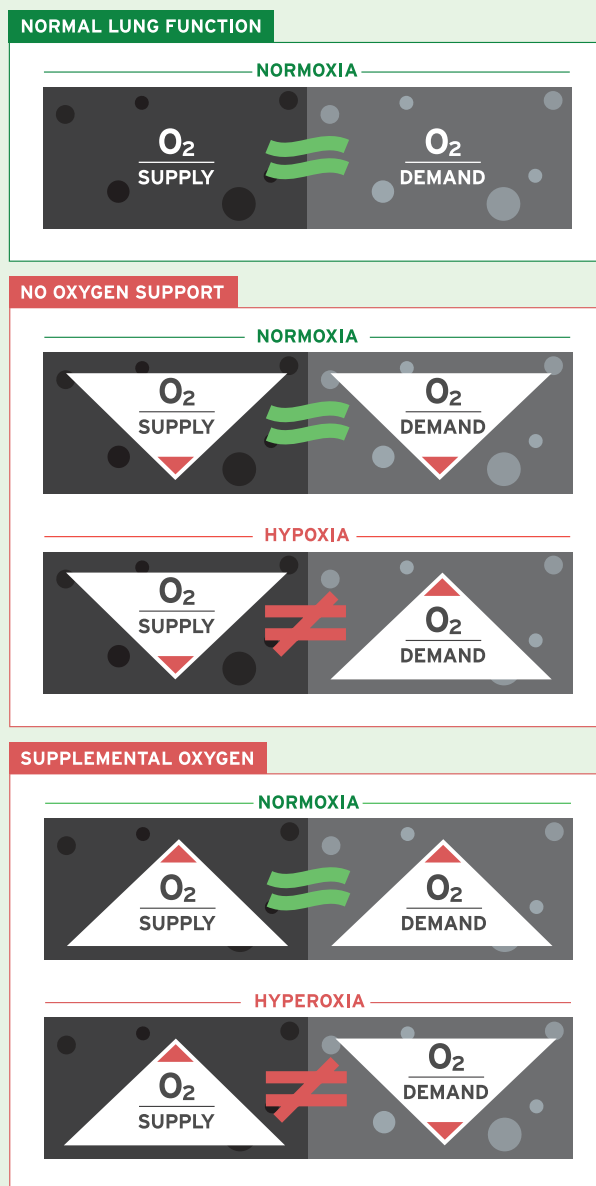 NORMAL LUNG FUNCTION
NORMOXIA
O₂
SUPPLY
≈
O₂
DEMAND
NO OXYGEN SUPPORT
NORMOXIA
O₂
SUPPLY
≈
O₂
DEMAND
HYPOXIA
O₂
SUPPLY
≠
O₂
DEMAND
SUPPLEMENTAL OXYGEN
NORMOXIA
O₂
SUPPLY
≈
O₂
DEMAND
HYPEROXIA
O₂
SUPPLY
≠
O₂
DEMAND